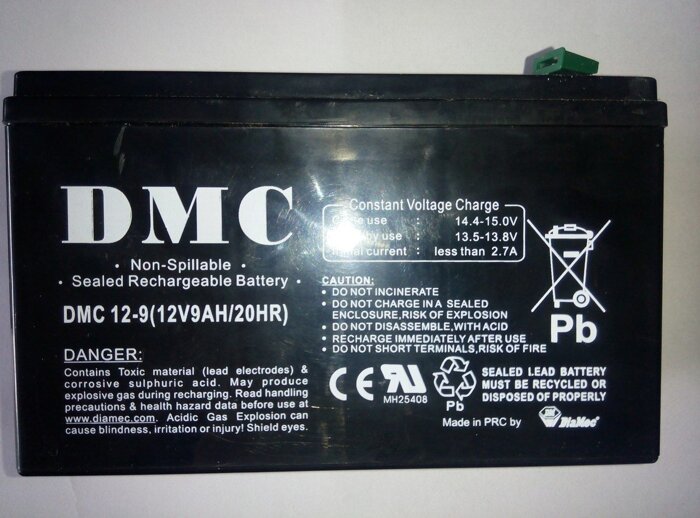 DMC
• Non-Spillable •
• Sealed Rechargeable Battery •
DMC 12-9(12V9AH/20HR)
DANGER:
Contains Toxic material (lead electrodes) &
corrosive sulphuric acid. May produce
explosive gas during recharging. Read handling
precautions & health hazard data before use at
www.diamec.com. Acidic Gas Explosion can
cause blindness, irritation or injury! Shield eyes.
Constant Voltage Charge
use : 14.4-15.0V
use : 13.5-13.8V
current : less than 2.7A
CAUTION:
• DO NOT INCINERATE
• DO NOT CHARGE IN A SEALED
ENCLOSURE,RISK OF EXPLOSION
• DO NOT DISASSEMBLE,WITH ACID
• RECHARGE IMMEDIATELY AFTER USE
• DO NOT SHORT TERMINALS,RISK OF FIRE
Pb
CE
RU
MH25408
Pb
SEALED LEAD BATTERY
MUST BE RECYCLED OR
DISPOSED OF PROPERLY
Made in PRC by
DM
DiaMec